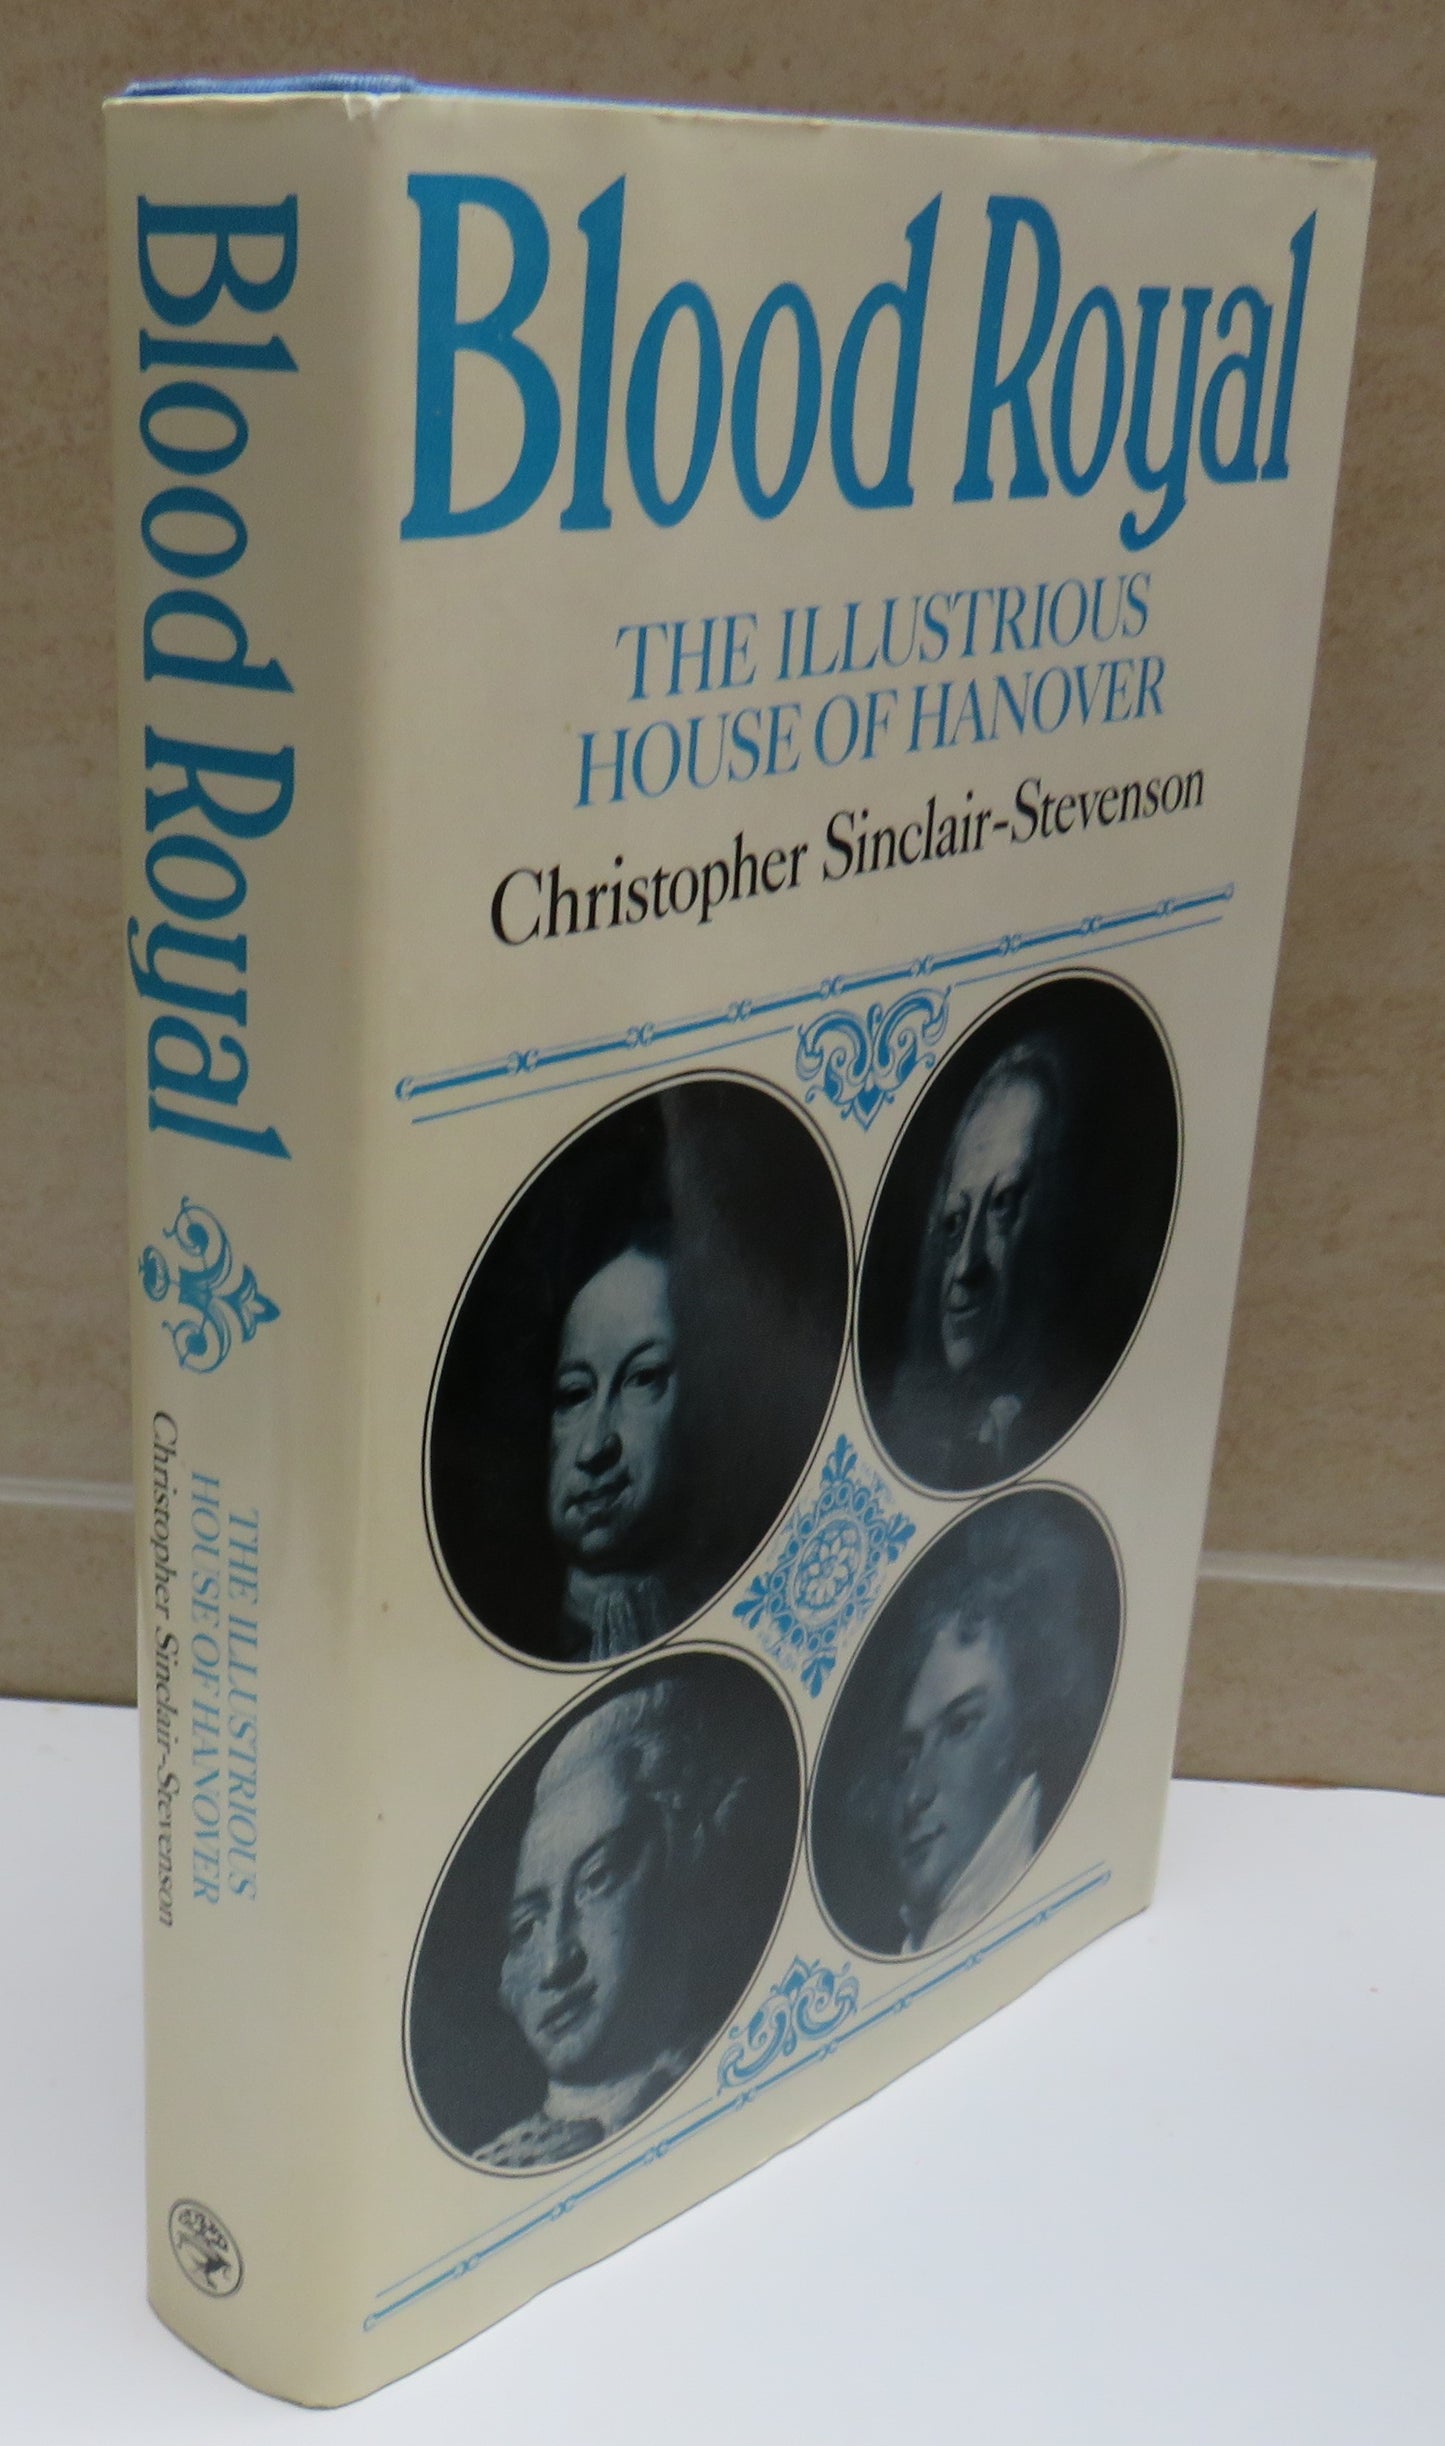 Blood Royal
THE ILLUSTRIOUS
HOUSE OF HANOVER
Christopher Sinclair-Stevenson
Blood Royal
THE ILLUSTRIOUS
HOUSE OF HANOVER
Christopher Sinclair-Stevenson